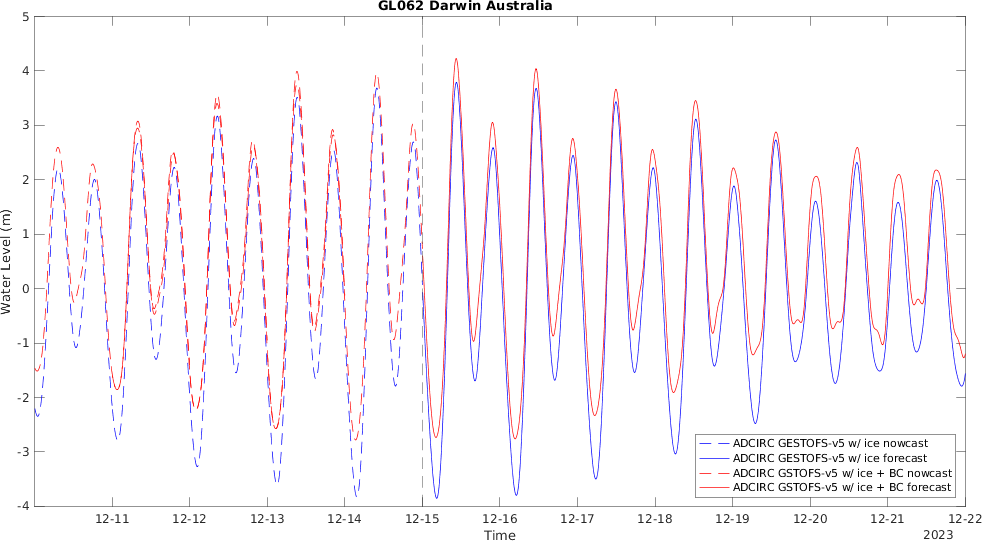 GL062 Darwin Australia
5
4
3
2
1
0
-1
-2
-3
-4
Water Level (m)
ADCIRC GESTOFS-v5 w/ ice nowcast
ADCIRC GESTOFS-v5 w/ ice forecast
ADCIRC GSTOFS-v5 w/ ice + BC nowcast
ADCIRC GSTOFS-v5 w/ ice + BC forecast
12-11 12-12 12-13 12-14 12-15 12-16 12-17 12-18 12-19 12-20 12-21 12-22
Time
2023